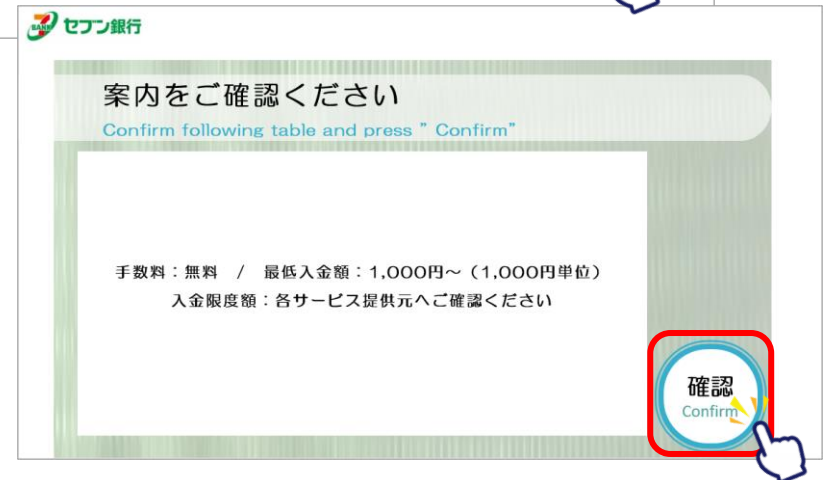 7 BANK セブン銀行
案内をご確認ください
Confirm following table and press ” Confirm”
手数料：無料 / 最低入金額：1,000円～（1,000円単位）
入金限度額：各サービス提供元へご確認ください
確認
Confirm